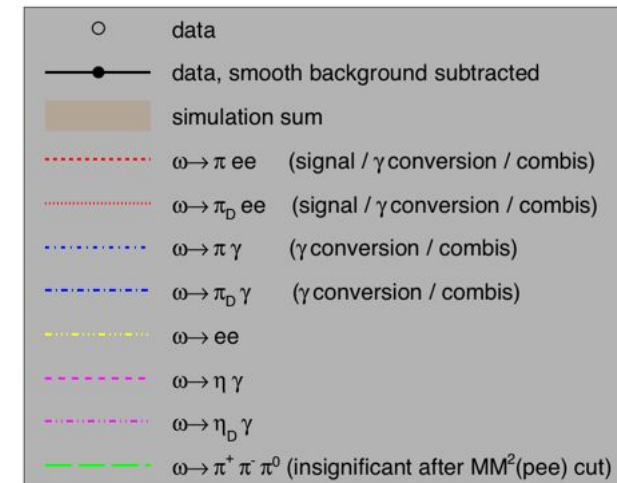 data
data, smooth background subtracted
simulation sum
ω→ π ee (signal / γ conversion / combis)
ω→ π_D ee (signal / γ conversion / combis)
ω→ π γ (γ conversion / combis)
ω→ π_D γ (γ conversion / combis)
ω→ ee
ω→ η γ
ω→ η_D γ
ω→ π⁺ π⁻ π⁰ (insignificant after MM²(pee) cut)